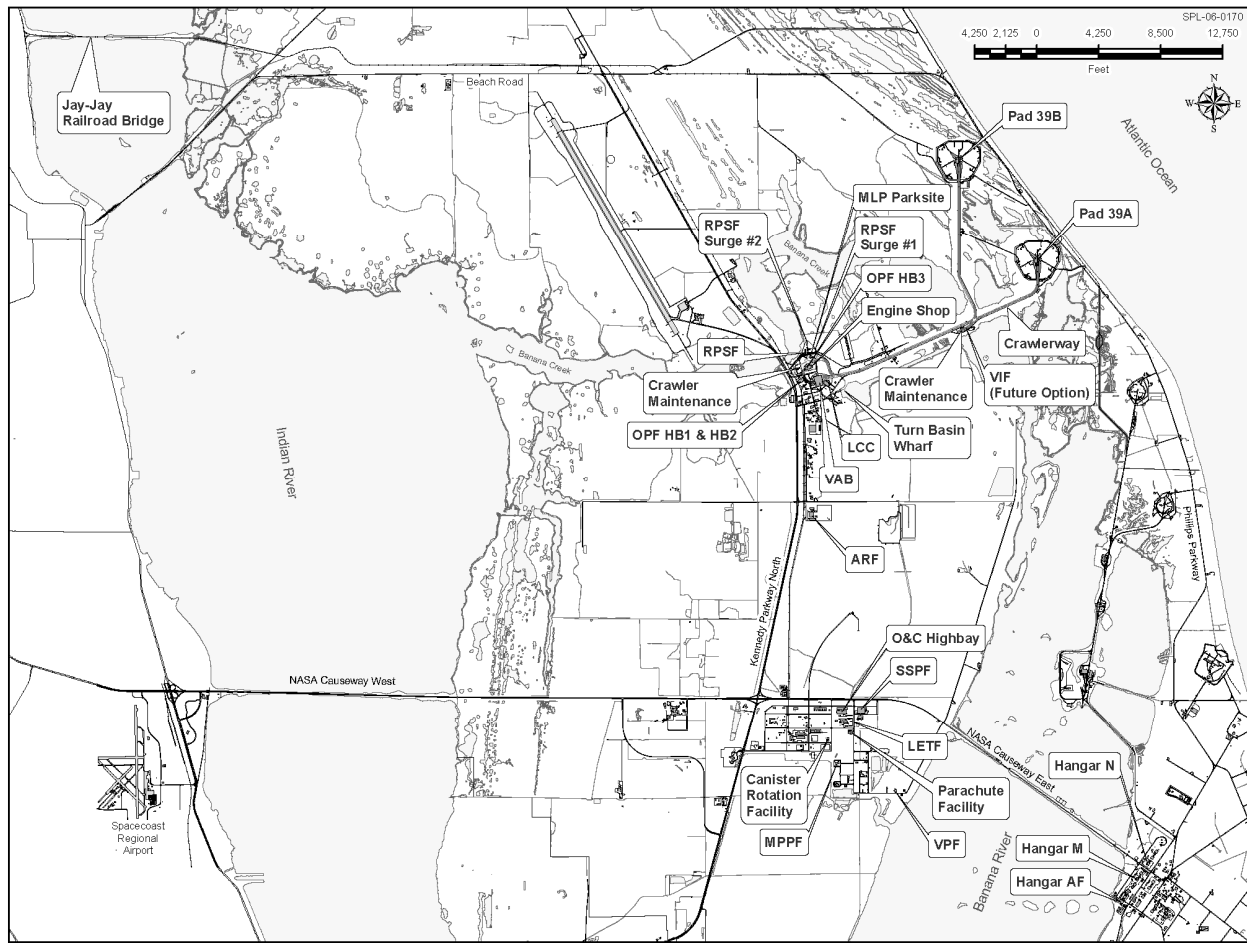 SPL-06-0170
4,250 2,125 0 4,250 8,500 12,750
Feet
N
W E
S
Beach Road
Jay-Jay
Railroad Bridge
Pad 39B
Atlantic Ocean
MLP Parksite
Pad 39A
RPSF
Surge #2
RPSF
Surge #1
Banana Creek
OPF HB3
Engine Shop
RPSF
Crawlerway
Banana Creek
Crawler
Maintenance
Crawler
Maintenance
VIF
(Future Option)
OPF HB1 & HB2
LCC
Turn Basin
Wharf
Indian River
VAB
Phillips Parkway
ARF
Kennedy Parkway North
O&C Highbay
SSPF
NASA Causeway West
LETF
NASA Causeway East
Hangar N
Canister
Rotation
Facility
Parachute
Facility
Spacecoast
Regional
Airport
MPPF
VPF
Hangar M
Banana River
Hangar AF